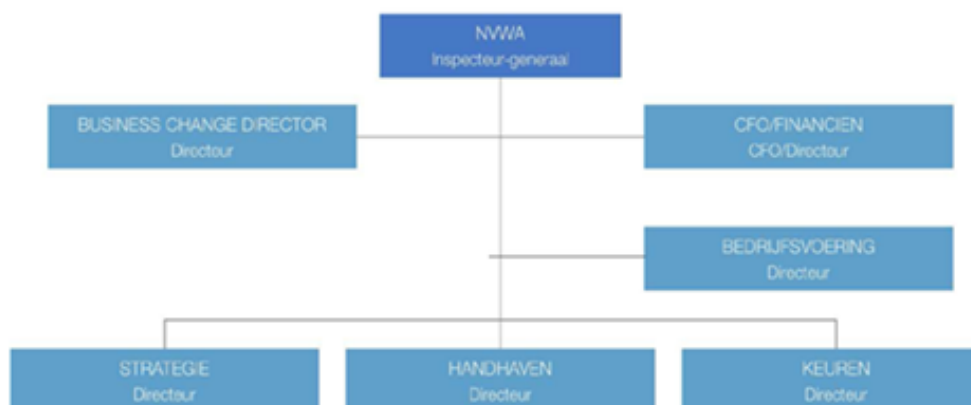 NVWA
Inspecteur-generaal
BUSINESS CHANGE DIRECTOR
Directeur
CFO/FINANCIEN
CFO/Directeur
BEDRIJFSVOERING
Directeur
STRATEGIE
Directeur
HANDHAVEN
Directeur
KEUREN
Directeur